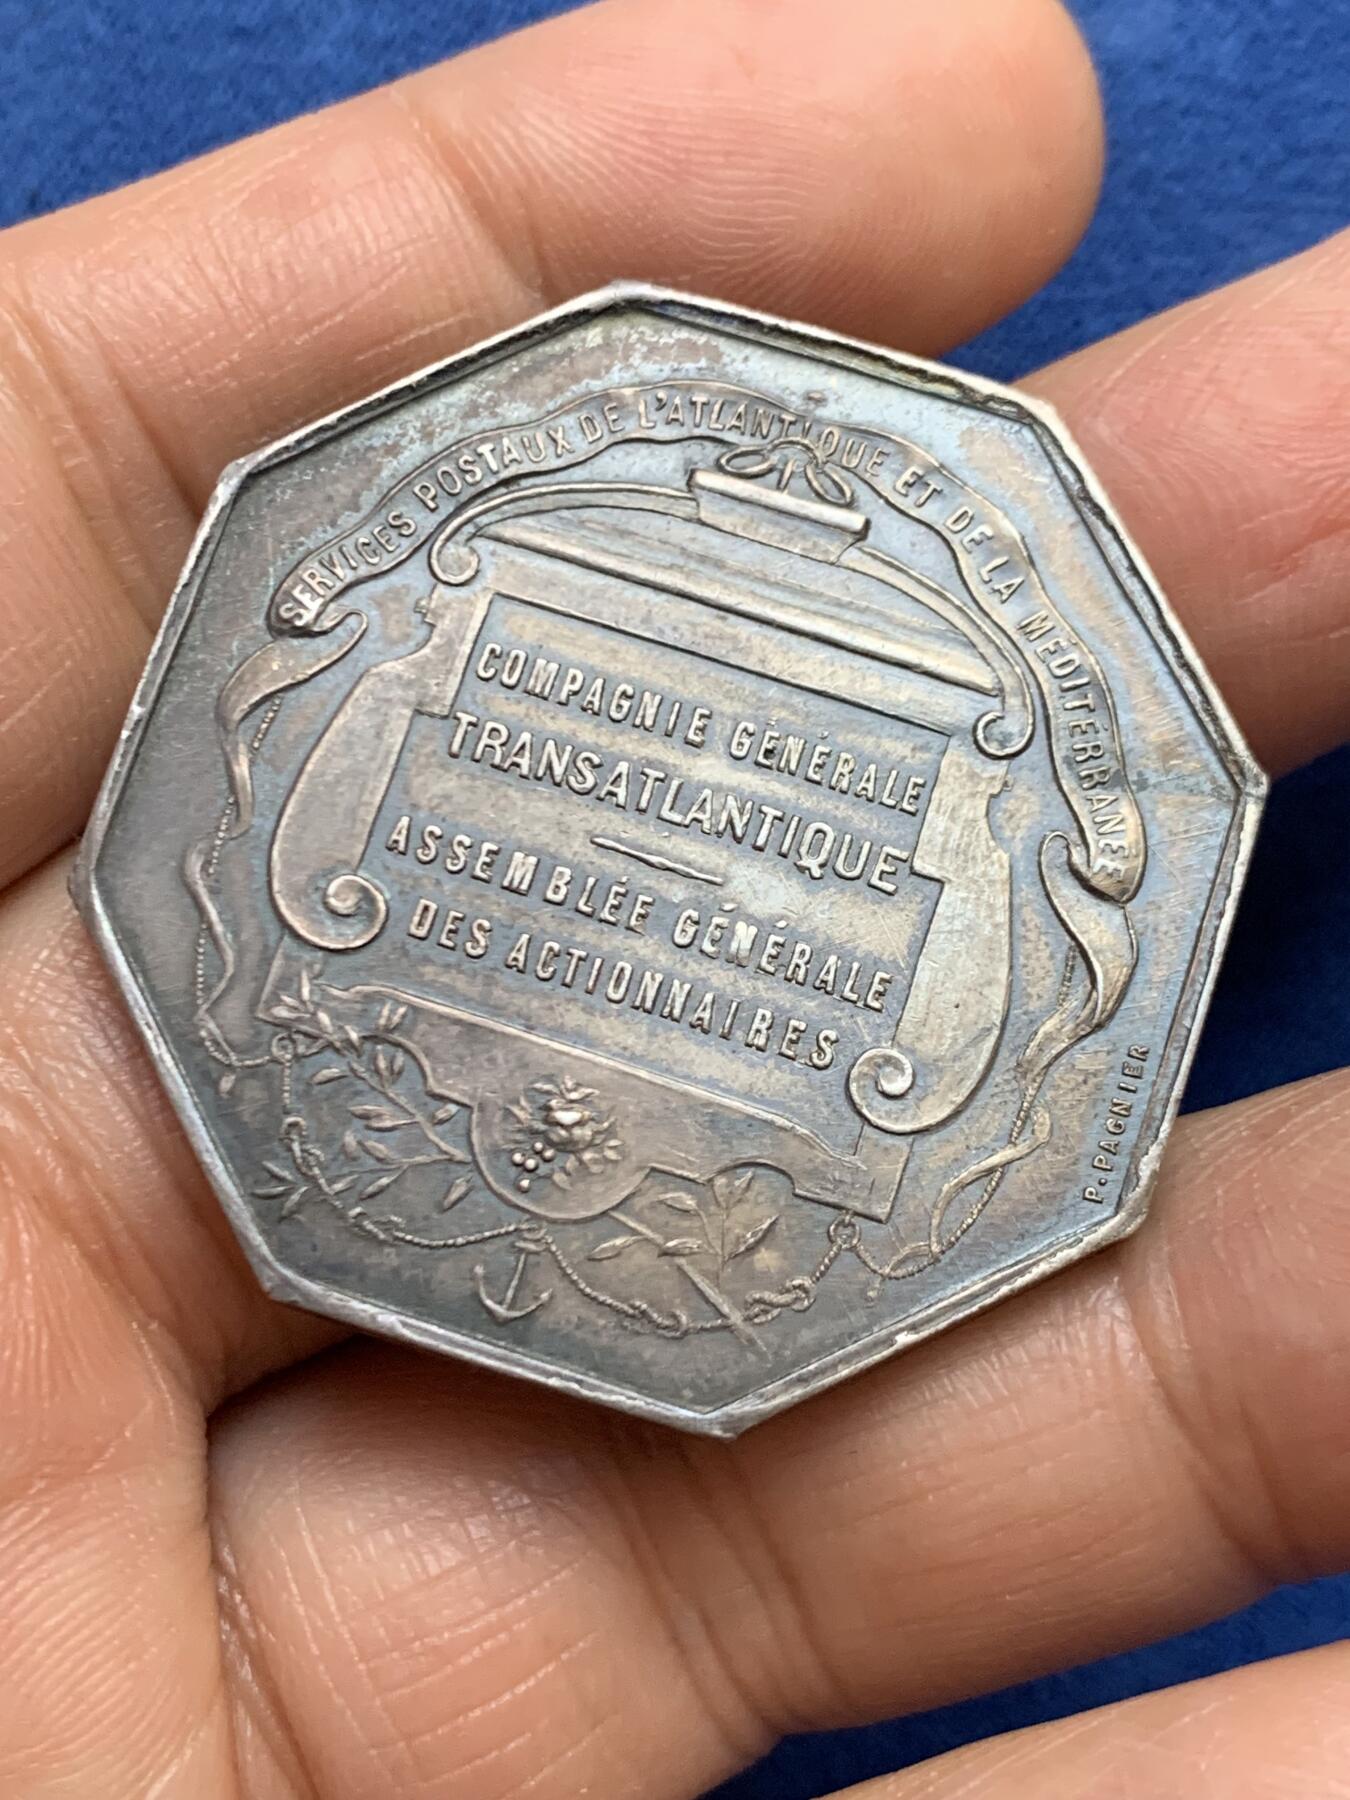 SERVICES POSTAUX DE L'ATLANTIQUE ET DE LA MÉDITERRANÉE
COMPAGNIE GÉNÉRALE
TRANSATLANTIQUE
ASSEMBLÉE GÉNÉRALE
DES ACTIONNAIRES
P. PAGNIER